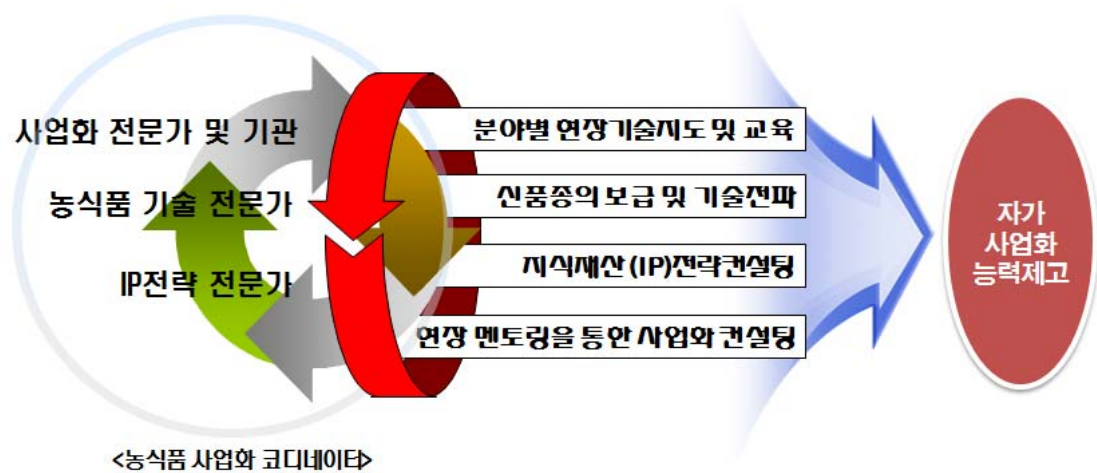 사업화 전문가 및 기관
농식품 기술 전문가
IP전략 전문가
분야별 현장기술지도 및 교육
신품종의 보급 및 기술전파
지식재산(IP)전략컨설팅
현장 멘토링을 통한 사업화 컨설팅
자가
사업화
능력제고
<농식품 사업화 코디네이터>